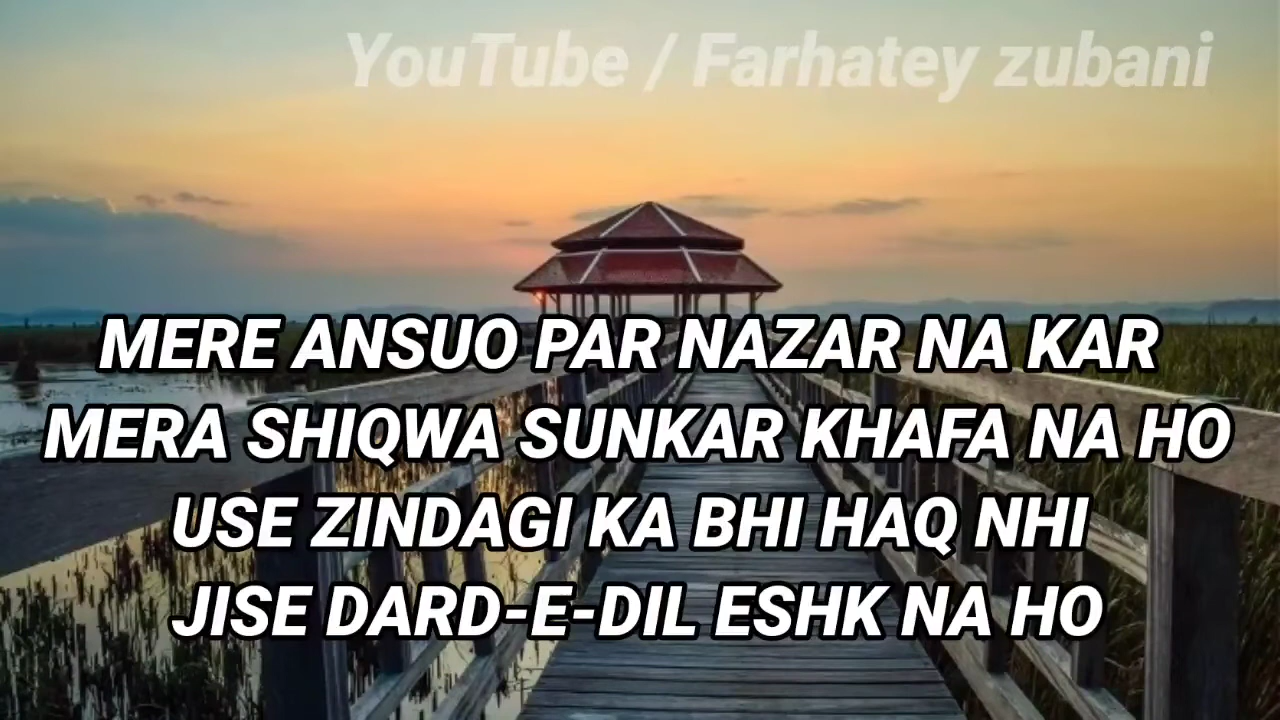 YouTube / Farhatey zubani
MERE ANSUO PAR NAZAR NA KAR
MERA SHIQWA SUNKAR KHAFA NA HO
USE ZINDAGI KA BHI HAQ NHI
JISE DARD-E-DIL ESHK NA HO